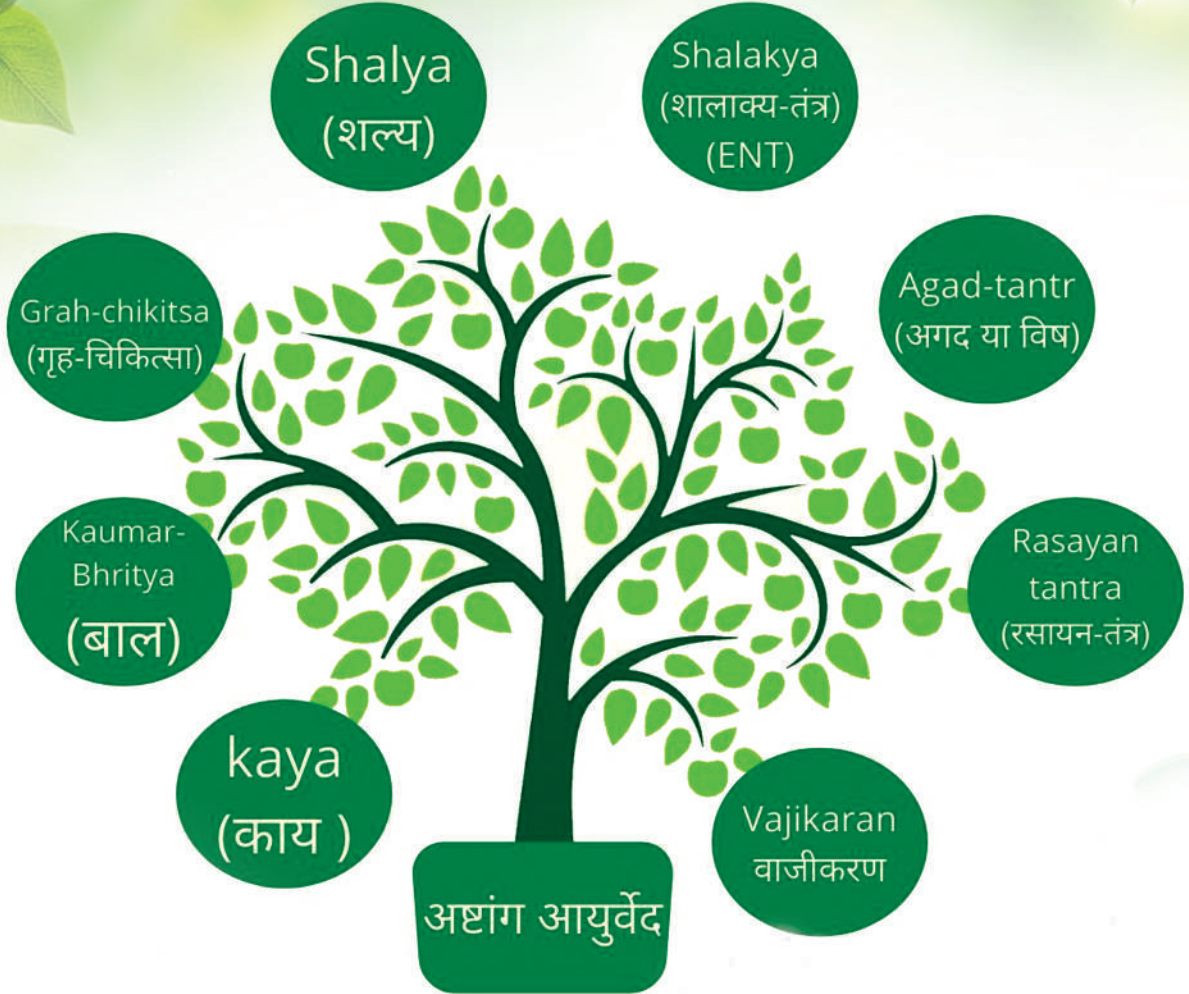 Shalya
(शल्य)
Shalakya
(शालाक्य-तंत्र)
(ENT)
Grah-chikitsa
(गृह-चिकित्सा)
Agad-tantr
(अगद या विष)
Kaumar-
Bhritya
(बाल)
Rasayan
tantra
(रसायन-तंत्र)
kaya
(काय )
Vajikaran
वाजीकरण
अष्टांग आयुर्वेद